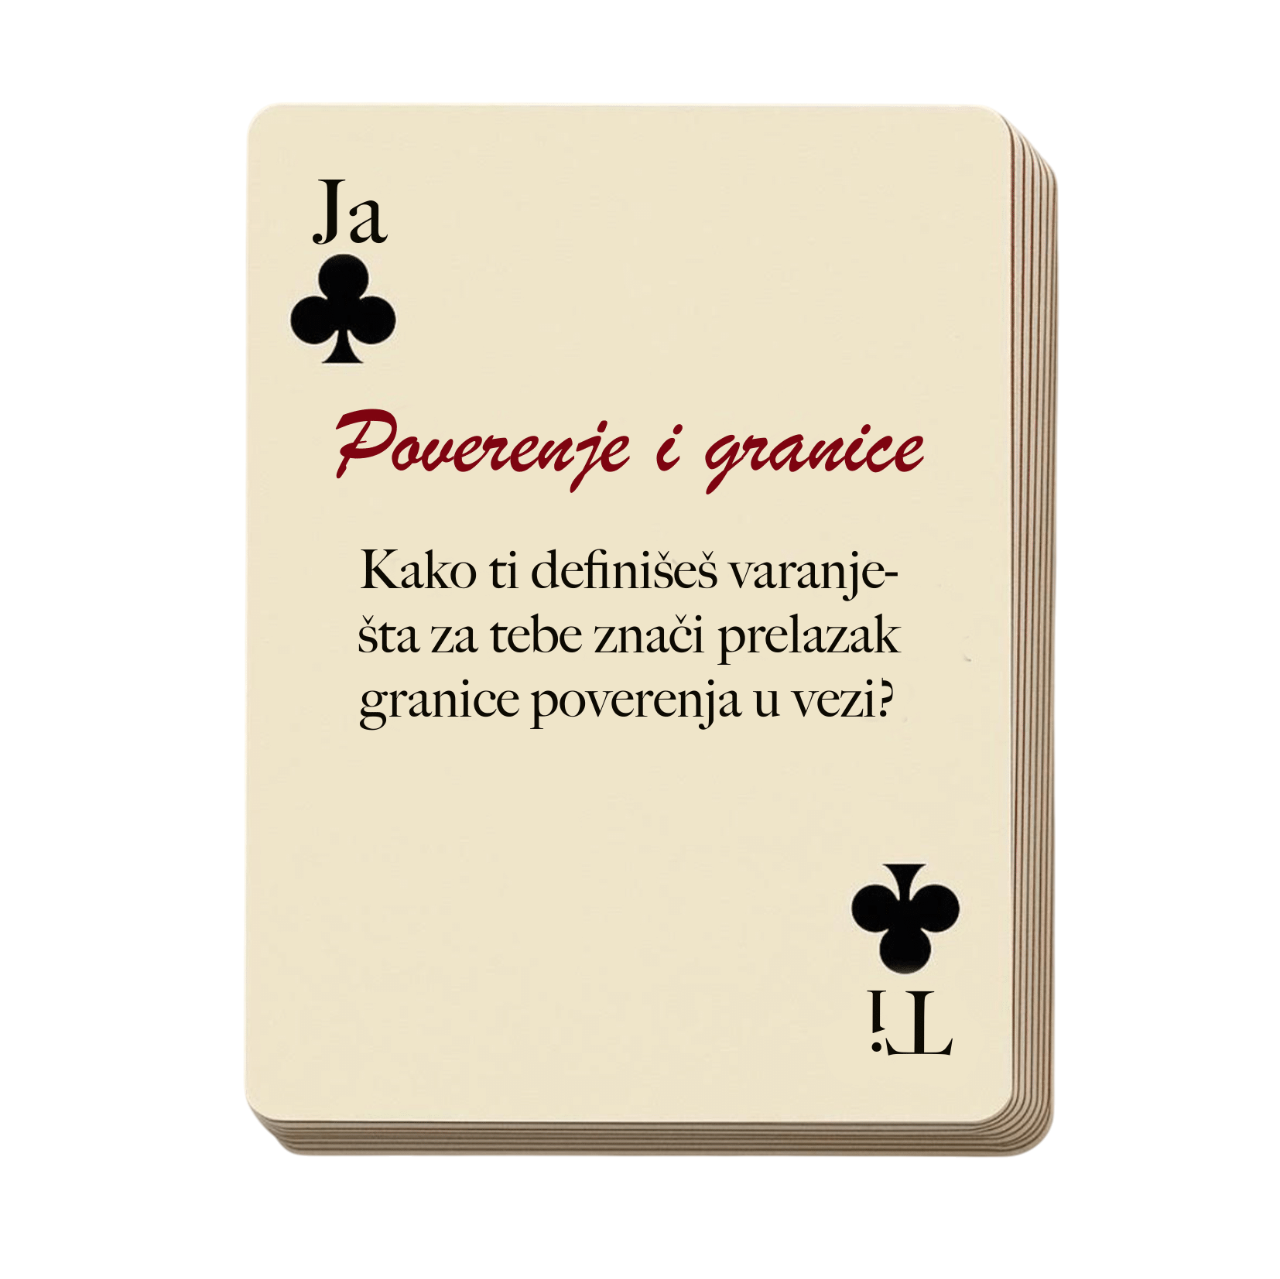 Ja
Poverenje i granice
Kako ti definišeš varanje-
šta za tebe znači prelazak
granice poverenja u vezi?
Ti